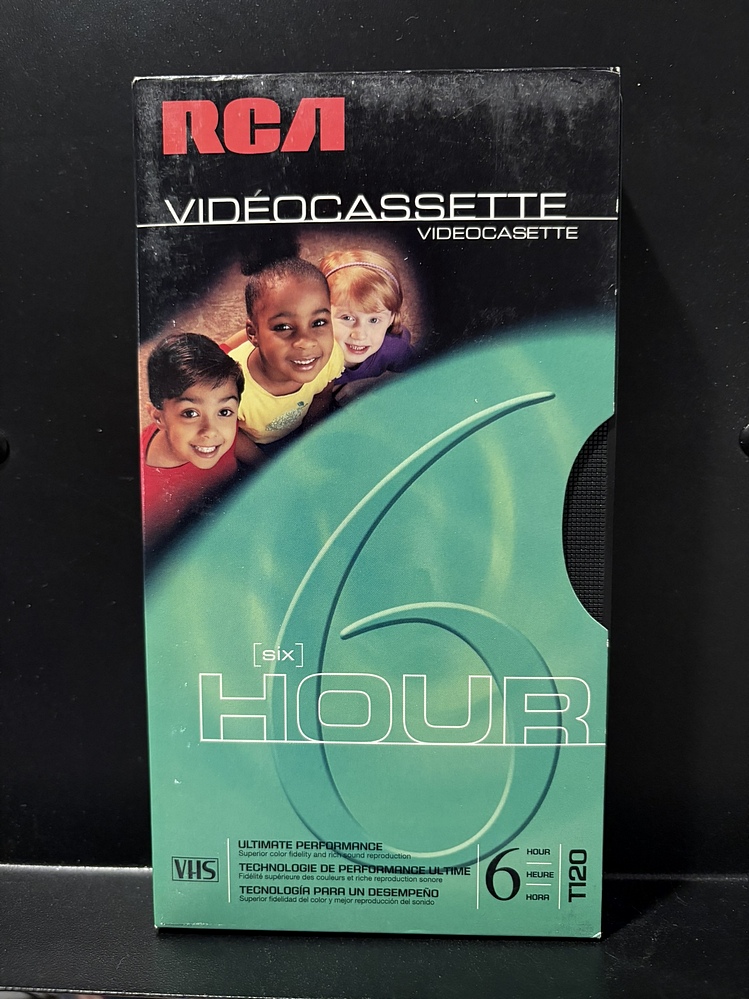 RCA
VIDÉOCASSETTE
VIDEOCASETTE
6
[six]
HOUR
VHS
ULTIMATE PERFORMANCE
Superior color fidelity and rich sound reproduction
TECHNOLOGIE DE PERFORMANCE ULTIME
Fidélité supérieure des couleurs et riche reproduction sonore
TECNOLOGÍA PARA UN DESEMPEÑO
Superior fidelidad del color y mejor reproducción del sonido
6
HOUR
HEURE
HORA
T120